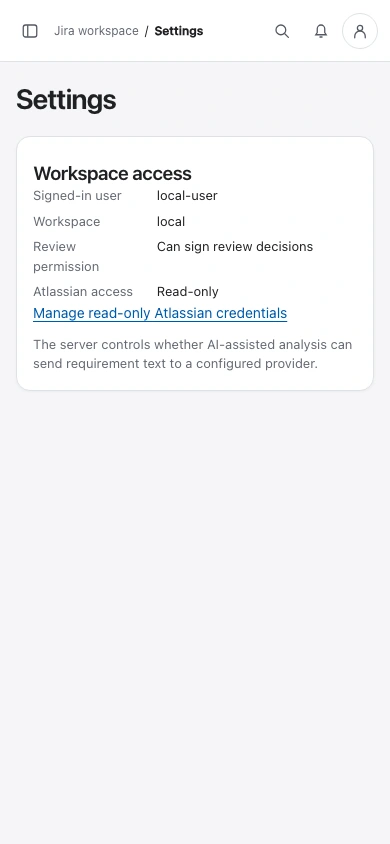 Jira workspace / Settings
Settings
Workspace access
Signed-in user local-user
Workspace local
Review permission Can sign review decisions
Atlassian access Read-only
Manage read-only Atlassian credentials
The server controls whether AI-assisted analysis can
send requirement text to a configured provider.